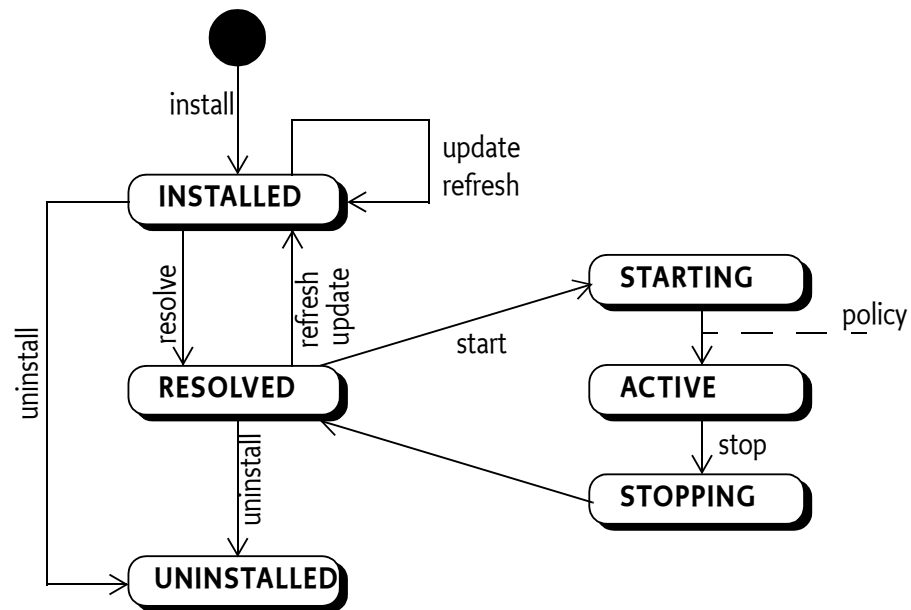 install
update
refresh
INSTALLED
resolve
refresh
update
STARTING
policy
start
uninstall
RESOLVED
ACTIVE
stop
uninstall
STOPPING
UNINSTALLED